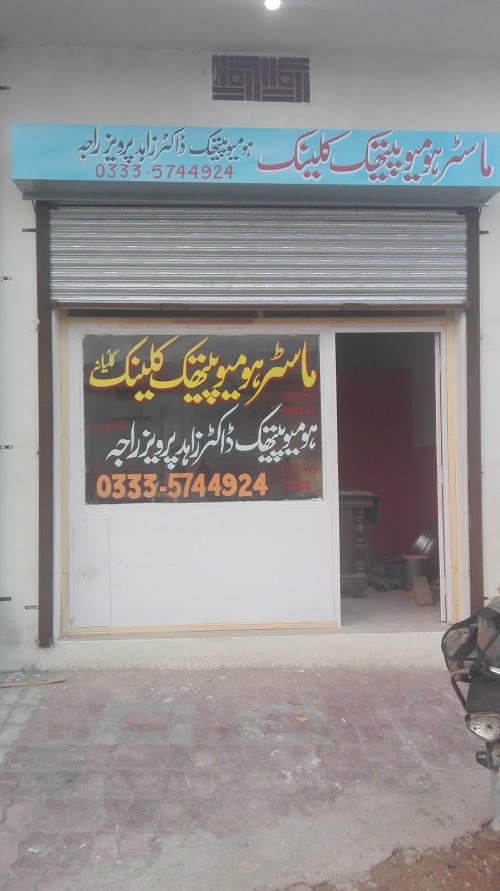 ماسٹر ہومیوپیتھک کلینک ہومیوپیتھک ڈاکٹر زاہد پرویز راجہ
0333-5744924
ماسٹر ہومیوپیتھک کلینک گلیانہ
ہومیوپیتھک ڈاکٹر زاہد پرویز راجہ
0333-5744924